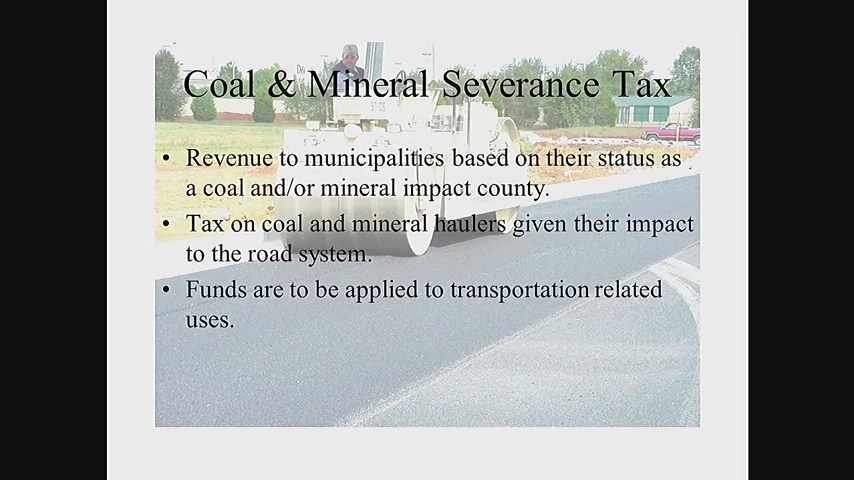 Coal & Mineral Severance Tax
• Revenue to municipalities based on their status as
a coal and/or mineral impact county.
• Tax on coal and mineral haulers given their impact
to the road system.
• Funds are to be applied to transportation related
uses.